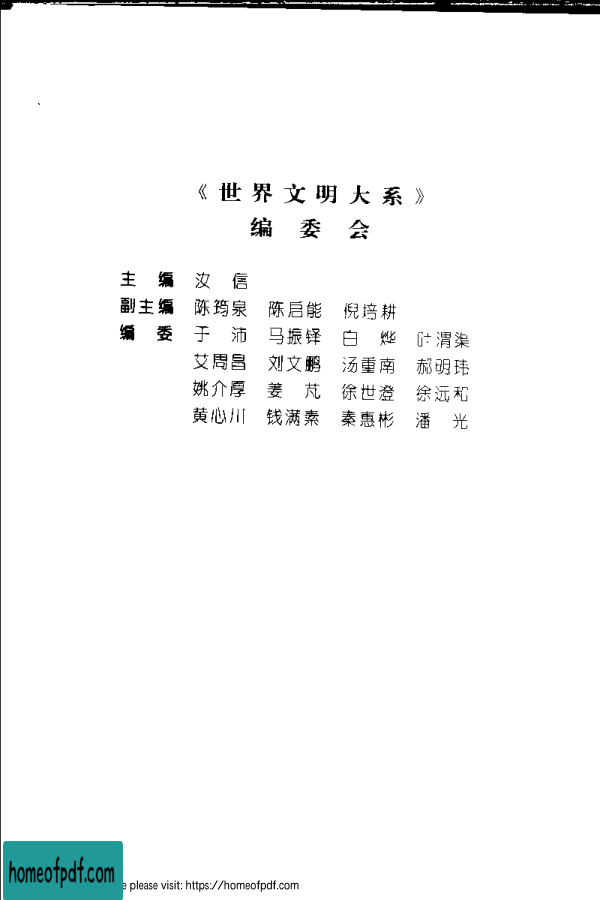 《世界文明大系》
编 委 会
主 编 汝 信
副主编 陈筠泉 陈启能 倪培耕
编 委 于 沛 马振铎 白 烨 叶渭渠
艾周昌 刘文鹏 汤重南 郝明玮
姚介厚 姜 芃 徐世澄 徐远和
黄心川 钱满素 秦惠彬 潘 光
homeofpdf.com
e please visit: https://homeofpdf.com